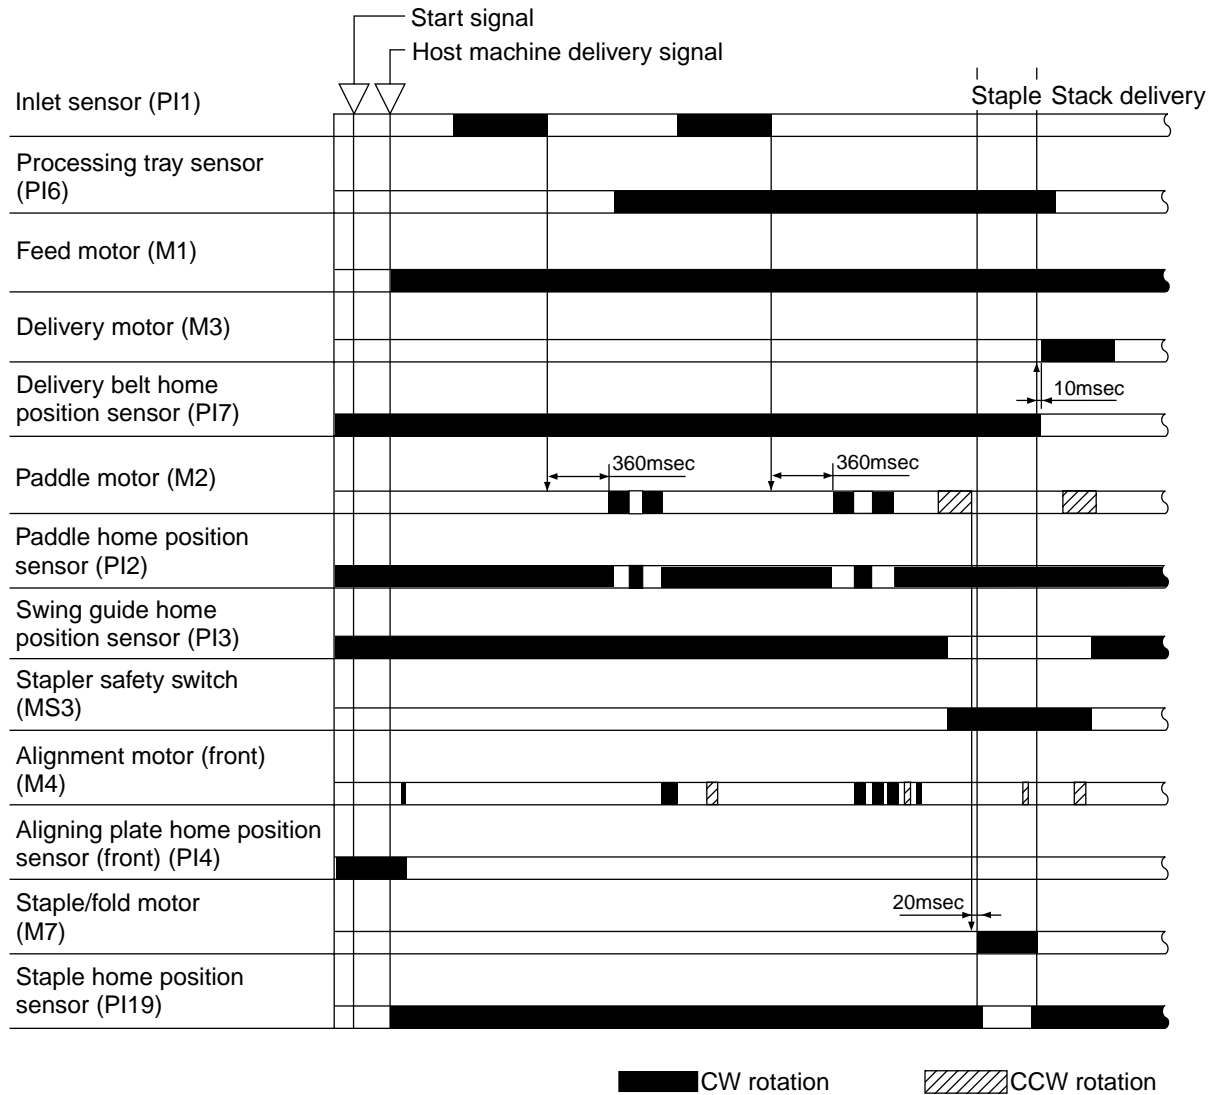 Start signal
Host machine delivery signal
Staple
Stack delivery
Inlet sensor (PI1)
Processing tray sensor
(PI6)
Feed motor (M1)
Delivery motor (M3)
Delivery belt home
position sensor (PI7)
10msec
Paddle motor (M2)
360msec
360msec
Paddle home position
sensor (PI2)
Swing guide home
position sensor (PI3)
Stapler safety switch
(MS3)
Alignment motor (front)
(M4)
Aligning plate home position
sensor (front) (PI4)
Staple/fold motor
(M7)
20msec
Staple home position
sensor (PI19)
CW rotation
CCW rotation